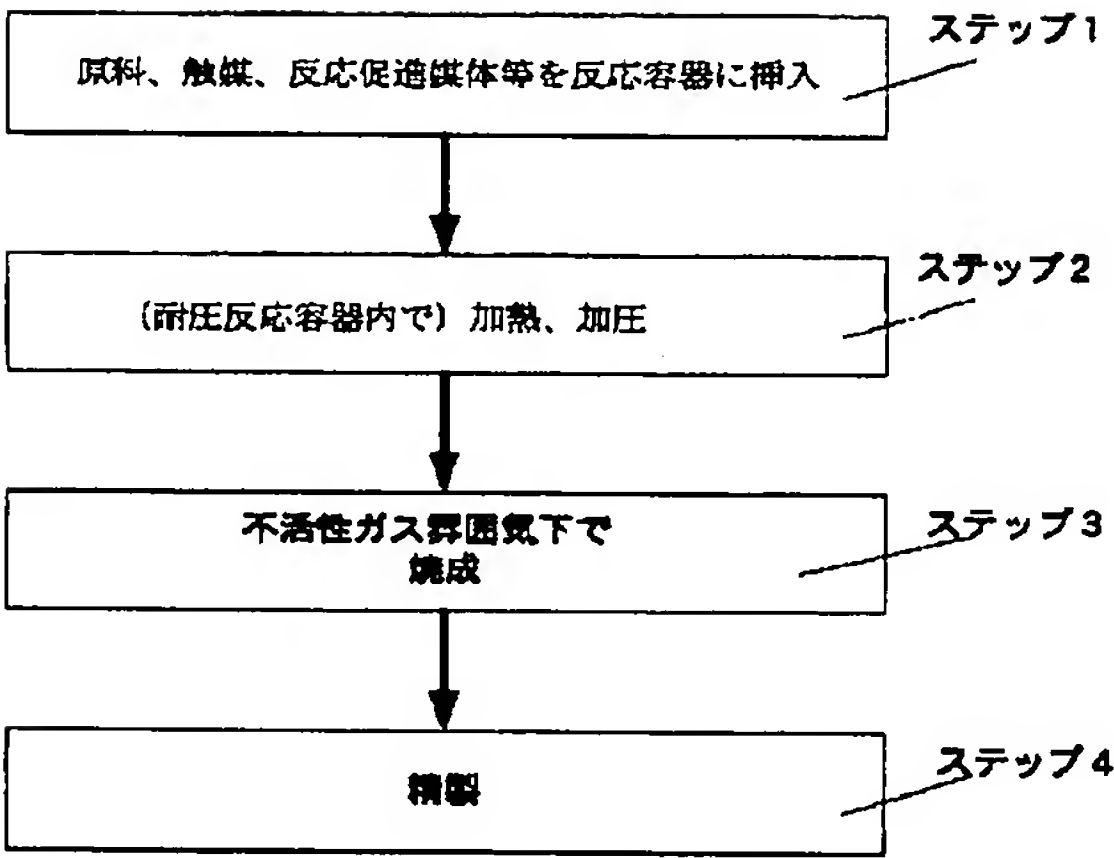 ステップ1
原料、触媒、反応促進媒体等を反応容器に挿入
ステップ2
(耐圧反応容器内で) 加熱、加圧
ステップ3
不活性ガス雰囲気下で
焼成
ステップ4
精製